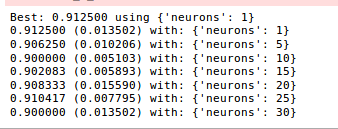 Best: 0.912500 using {'neurons': 1}
0.912500 (0.013502) with: {'neurons': 1}
0.906250 (0.010206) with: {'neurons': 5}
0.900000 (0.005103) with: {'neurons': 10}
0.902083 (0.005893) with: {'neurons': 15}
0.908333 (0.015590) with: {'neurons': 20}
0.910417 (0.007795) with: {'neurons': 25}
0.900000 (0.013502) with: {'neurons': 30}